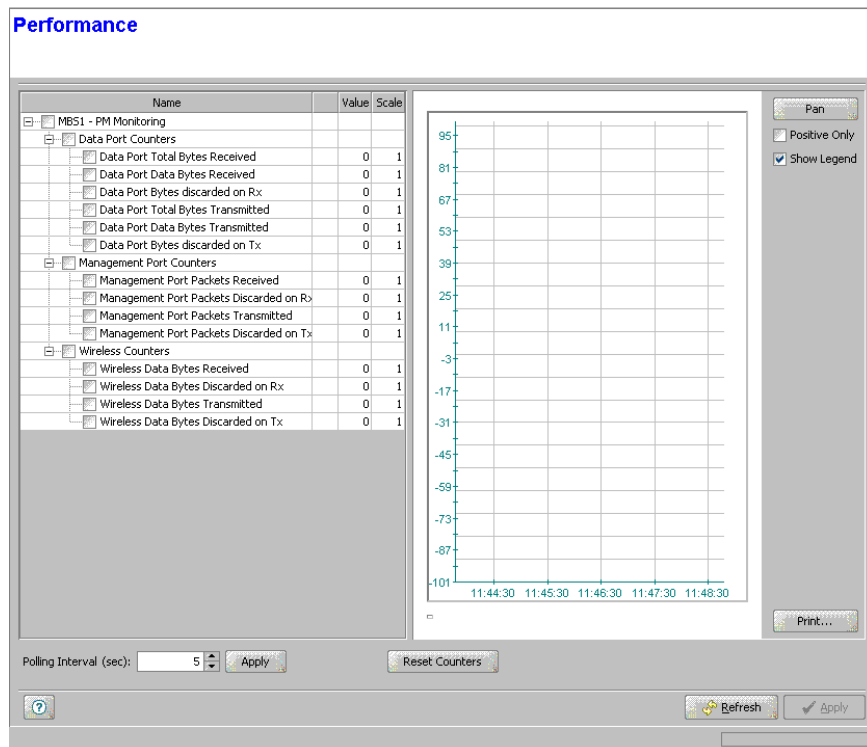 Performance
Name Value Scale
MBS1 - PM Monitoring
Data Port Counters
Data Port Total Bytes Received 0 1
Data Port Data Bytes Received 0 1
Data Port Bytes discarded on Rx 0 1
Data Port Total Bytes Transmitted 0 1
Data Port Data Bytes Transmitted 0 1
Data Port Bytes discarded on Tx 0 1
Management Port Counters
Management Port Packets Received 0 1
Management Port Packets Discarded on Rx 0 1
Management Port Packets Transmitted 0 1
Management Port Packets Discarded on Tx 0 1
Wireless Counters
Wireless Data Bytes Received 0 1
Wireless Data Bytes Discarded on Rx 0 1
Wireless Data Bytes Transmitted 0 1
Wireless Data Bytes Discarded on Tx 0 1
95
81
67
53
39
25
11
-3
-17
-31
-45
-59
-73
-87
-101
11:44:30 11:45:30 11:46:30 11:47:30 11:48:30
Pan
Positive Only
Show Legend
Print...
Polling Interval (sec): 5 Apply Reset Counters
? Refresh Apply